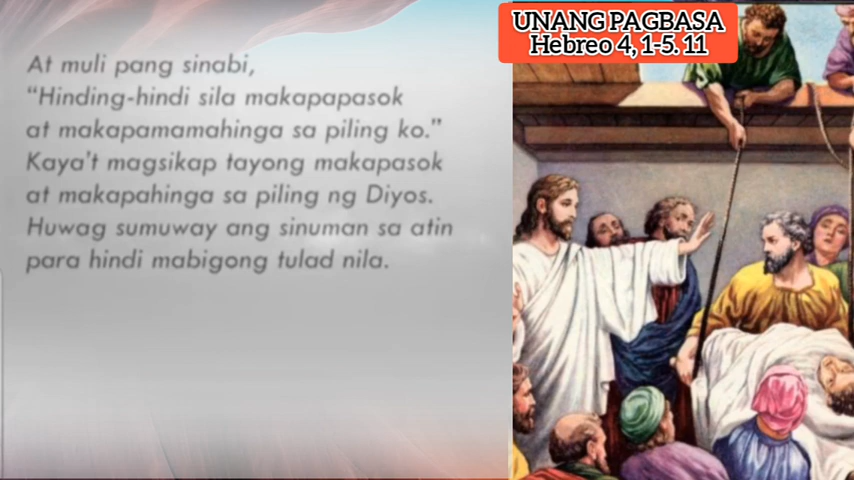 UNANG PAGBASA
Hebreo 4, 1-5. 11
At muli pang sinabi,
“Hinding-hindi sila makapapasok
at makapamamahinga sa piling ko.”
Kaya't magsikap tayong makapasok
at makapahinga sa piling ng Diyos.
Huwag sumuway ang sinuman sa atin
para hindi mabigong tulad nila.